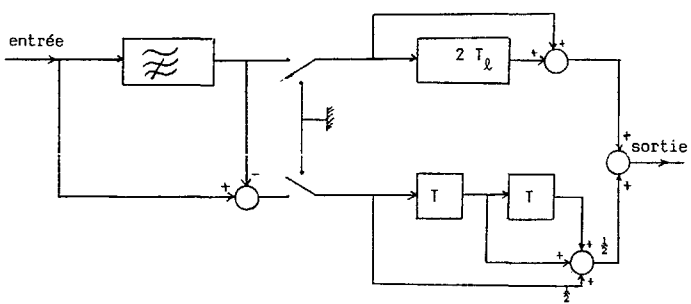 entrée
2 Tℓ
+
+
-
+
+
sortie
+
T
T
+
+
+
½
½